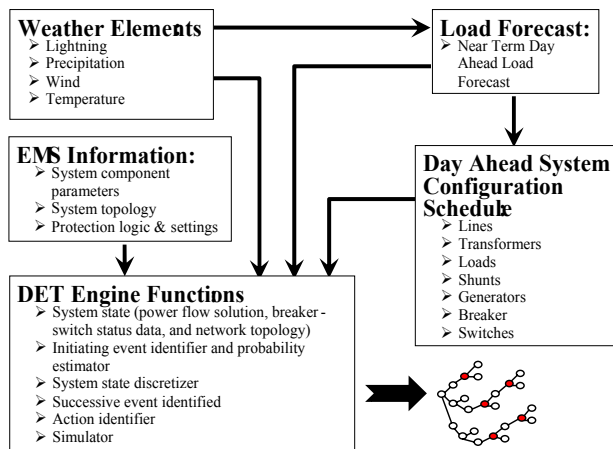 Weather Elements:
➢ Lightning
➢ Precipitation
➢ Wind
➢ Temperature
Load Forecast:
➢ Near Term Day
Ahead Load
Forecast
EMS Information:
➢ System component
parameters
➢ System topology
➢ Protection logic & settings
Day Ahead System
Configuration
Schedule:
➢ Lines
➢ Transformers
➢ Loads
➢ Shunts
➢ Generators
➢ Breaker
➢ Switches
DET Engine Functions:
➢ System state (power flow solution, breaker-
switch status data, and network topology)
➢ Initiating event identifier and probability
estimator
➢ System state discretizer
➢ Successive event identified
➢ Action identifier
➢ Simulator